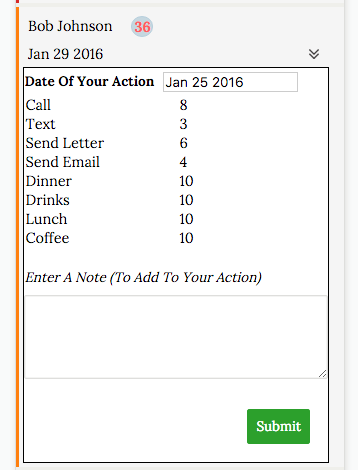 Bob Johnson 36
Jan 29 2016
Date Of Your Action Jan 25 2016
Call 8
Text 3
Send Letter 6
Send Email 4
Dinner 10
Drinks 10
Lunch 10
Coffee 10
Enter A Note (To Add To Your Action)
Submit